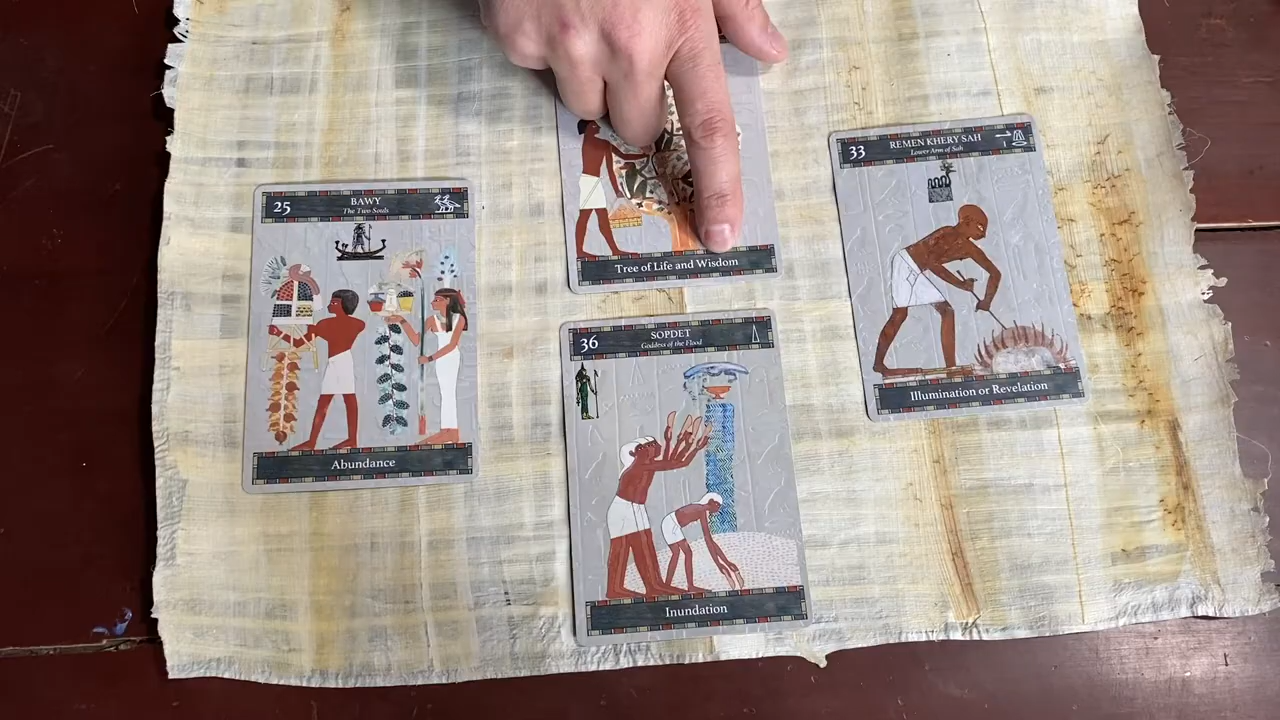 25
BAWY
The Two Souls
Abundance
Tree of Life and Wisdom
36
SOPDET
Goddess of the Flood
Inundation
33
REMEN KHERY SAH
Lower Arm of Sah
Illumination or Revelation